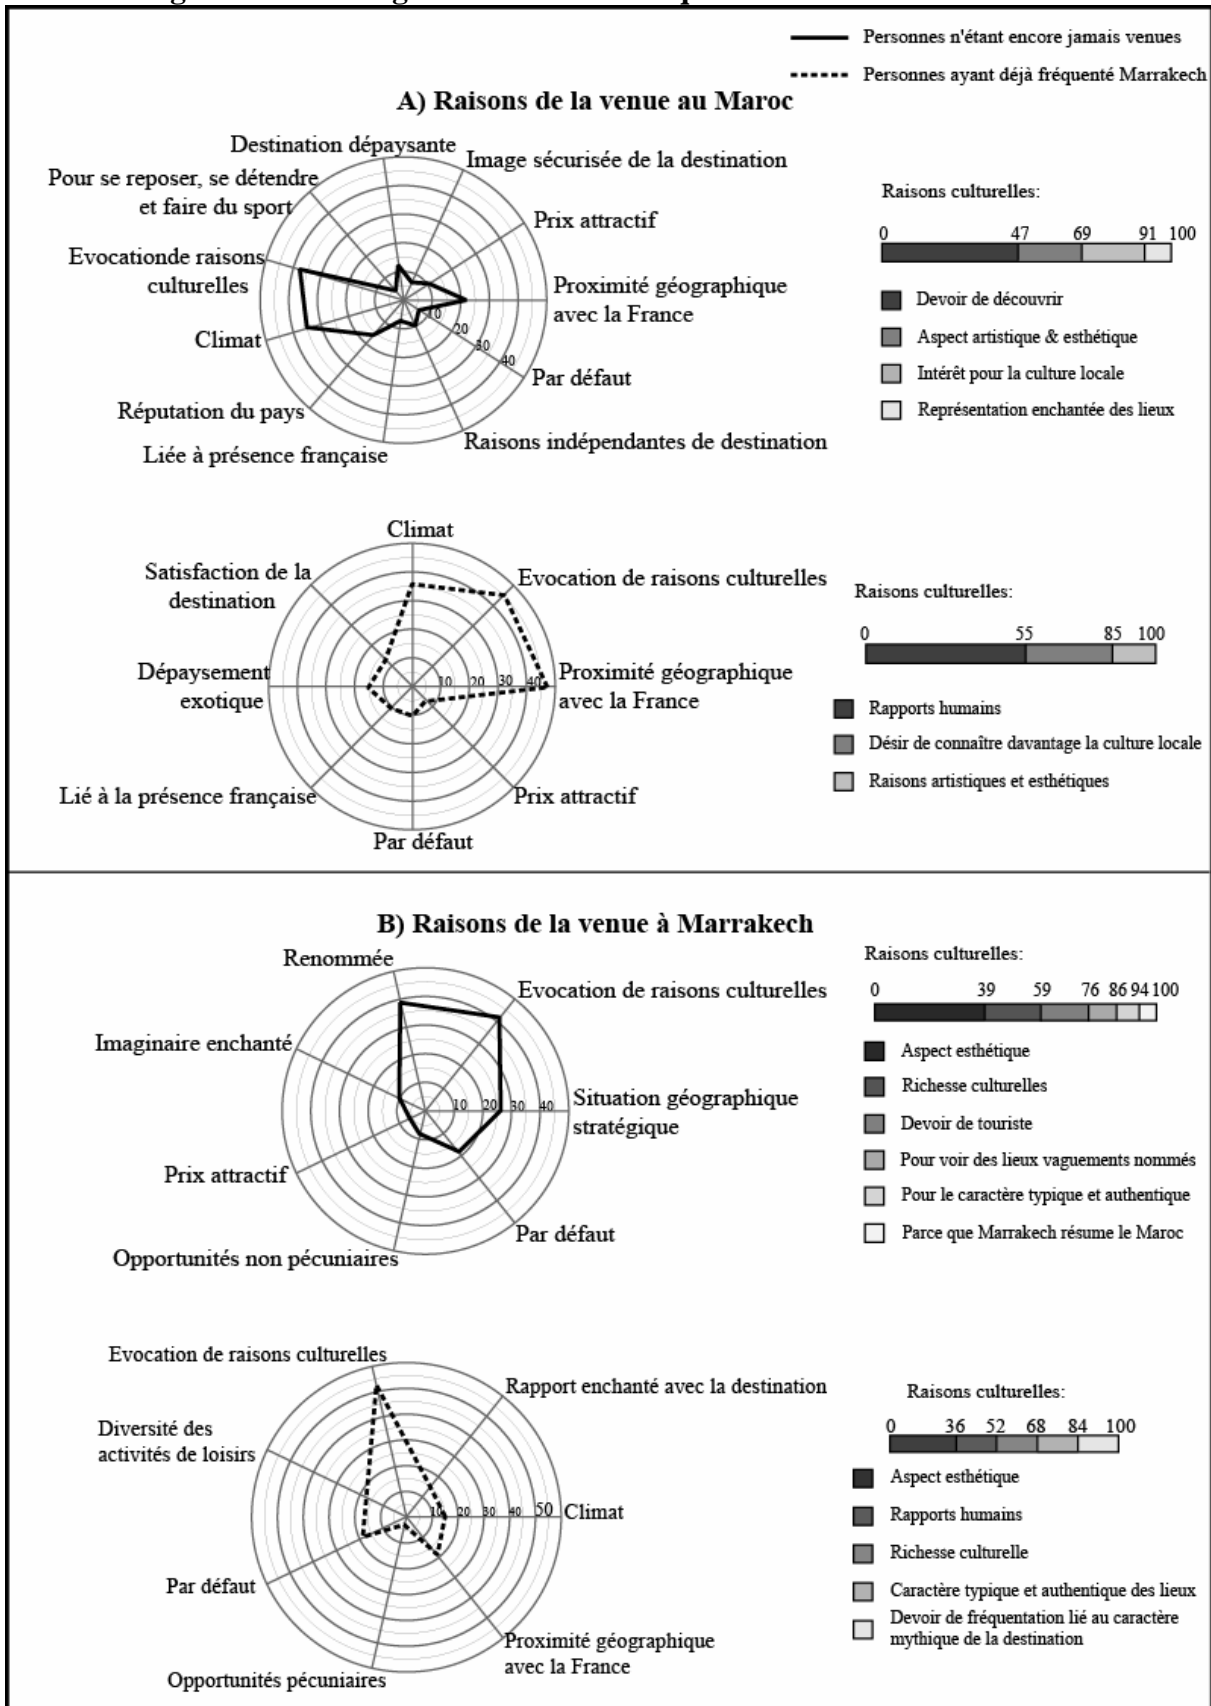 Personnes n'étant encore jamais venues
Personnes ayant déjà fréquenté Marrakech
A) Raisons de la venue au Maroc
Destination dépaysante
Image sécurisée de la destination
Pour se reposer, se détendre
et faire du sport
Prix attractif
Evocationde raisons
culturelles
Proximité géographique
avec la France
10
20
30
40
Climat
Par défaut
Réputation du pays
Raisons indépendantes de destination
Liée à présence française
Raisons culturelles:
0 47 69 91 100
Devoir de découvrir
Aspect artistique & esthétique
Intérêt pour la culture locale
Représentation enchantée des lieux
Climat
Satisfaction de la
destination
Evocation de raisons culturelles
Dépaysement
exotique
10 20 30 40
Proximité géographique
avec la France
Lié à la présence française
Prix attractif
Par défaut
Raisons culturelles:
0 55 85 100
Rapports humains
Désir de connaître davantage la culture locale
Raisons artistiques et esthétiques
B) Raisons de la venue à Marrakech
Renommée
Evocation de raisons culturelles
Imaginaire enchanté
10 20 30 40
Situation géographique
stratégique
Prix attractif
Par défaut
Opportunités non pécuniaires
Raisons culturelles:
0 39 59 76 86 94 100
Aspect esthétique
Richesse culturelles
Devoir de touriste
Pour voir des lieux vaguements nommés
Pour le caractère typique et authentique
Parce que Marrakech résume le Maroc
Evocation de raisons culturelles
Rapport enchanté avec la destination
Diversité des
activités de loisirs
10 20 30 40 50
Climat
Par défaut
Proximité géographique
avec la France
Opportunités pécuniaires
Raisons culturelles:
0 36 52 68 84 100
Aspect esthétique
Rapports humains
Richesse culturelle
Caractère typique et authentique des lieux
Devoir de fréquentation lié au caractère
mythique de la destination